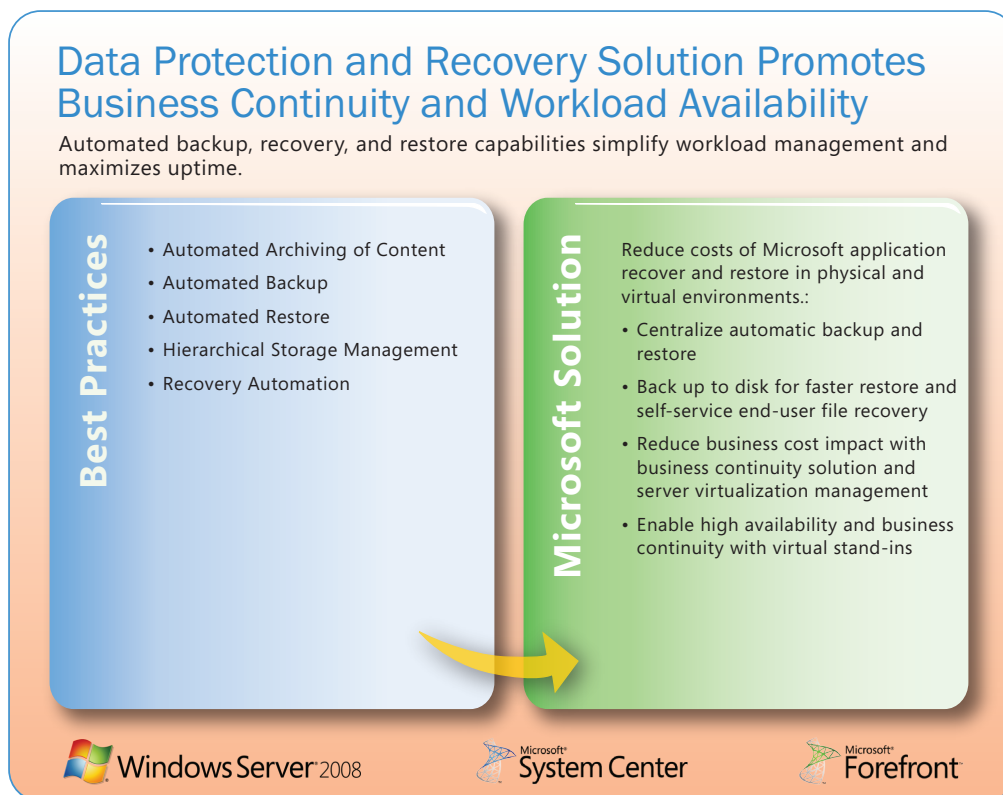 Data Protection and Recovery Solution Promotes
Business Continuity and Workload Availability
Automated backup, recovery, and restore capabilities simplify workload management and
maximizes uptime.
Best Practices
• Automated Archiving of Content
• Automated Backup
• Automated Restore
• Hierarchical Storage Management
• Recovery Automation
Microsoft Solution
Reduce costs of Microsoft application
recover and restore in physical and
virtual environments.:
• Centralize automatic backup and
restore
• Back up to disk for faster restore and
self-service end-user file recovery
• Reduce business cost impact with
business continuity solution and
server virtualization management
• Enable high availability and business
continuity with virtual stand-ins
Windows Server® 2008
Microsoft®
System Center
Microsoft®
Forefront™